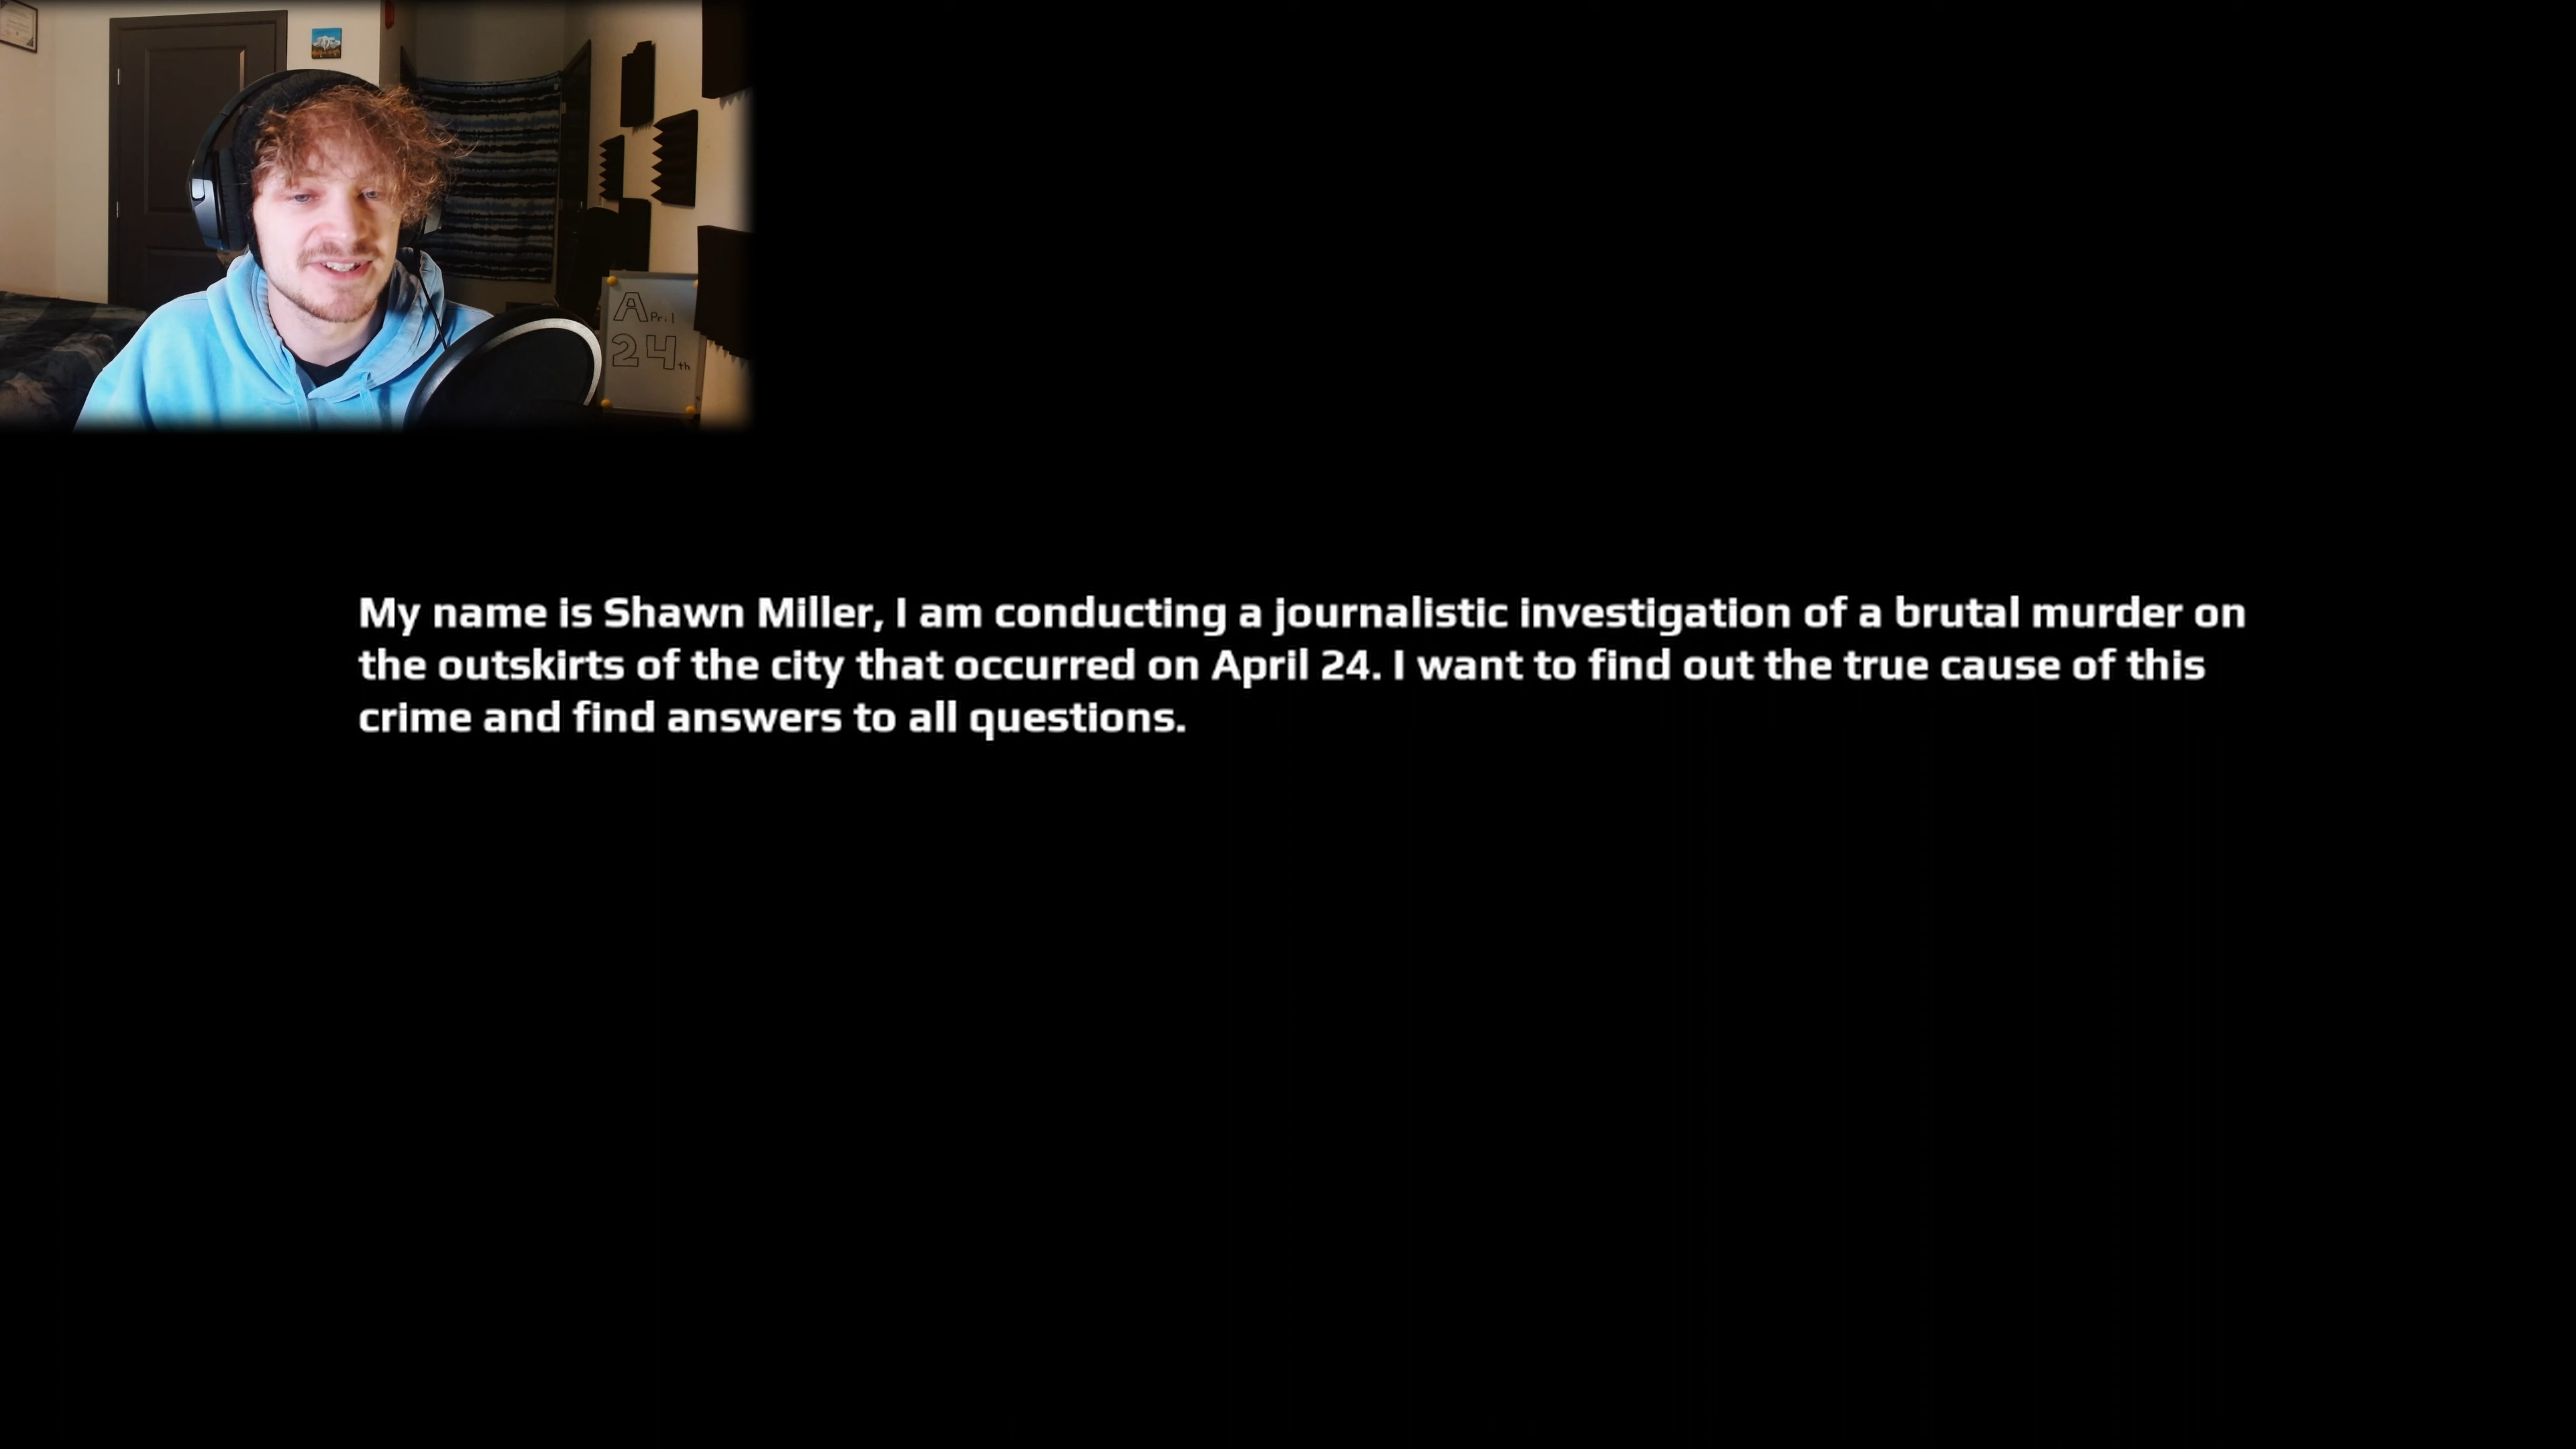 April
24th
My name is Shawn Miller, I am conducting a journalistic investigation of a brutal murder on
the outskirts of the city that occurred on April 24. I want to find out the true cause of this
crime and find answers to all questions.